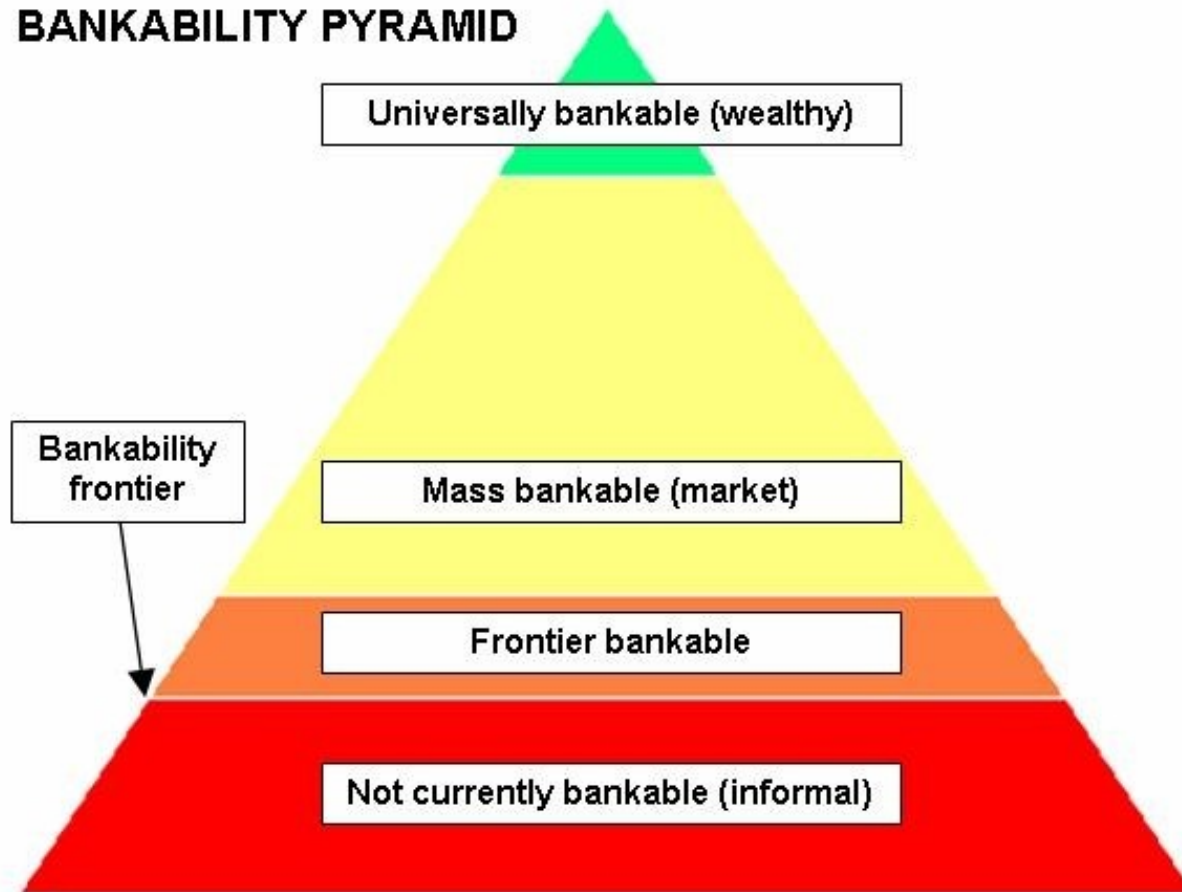 BANKABILITY PYRAMID
Universally bankable (wealthy)
Bankability
frontier
Mass bankable (market)
Frontier bankable
Not currently bankable (informal)